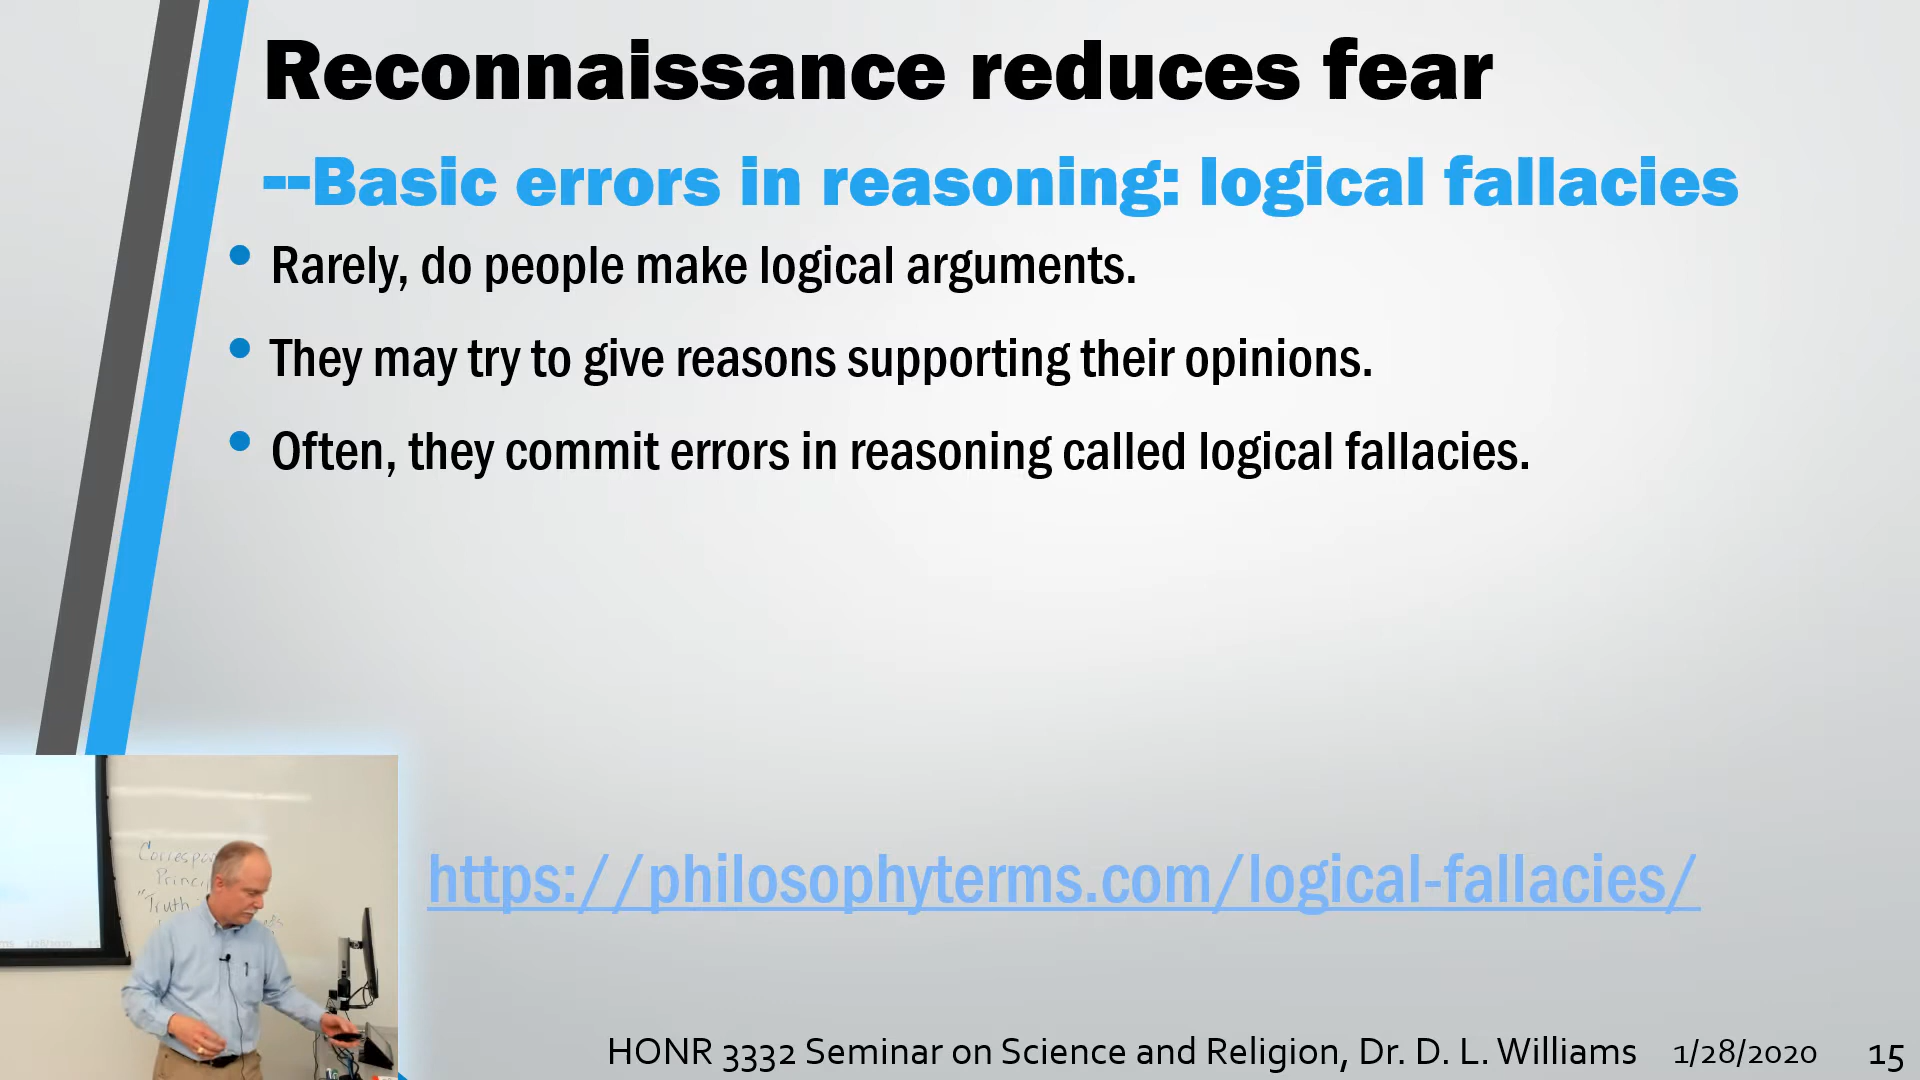 Reconnaissance reduces fear
--Basic errors in reasoning: logical fallacies
• Rarely, do people make logical arguments.
• They may try to give reasons supporting their opinions.
• Often, they commit errors in reasoning called logical fallacies.
https://philosophyterms.com/logical-fallacies/
"Truth
HONR 3332 Seminar on Science and Religion, Dr. D. L. Williams 1/28/2020 15